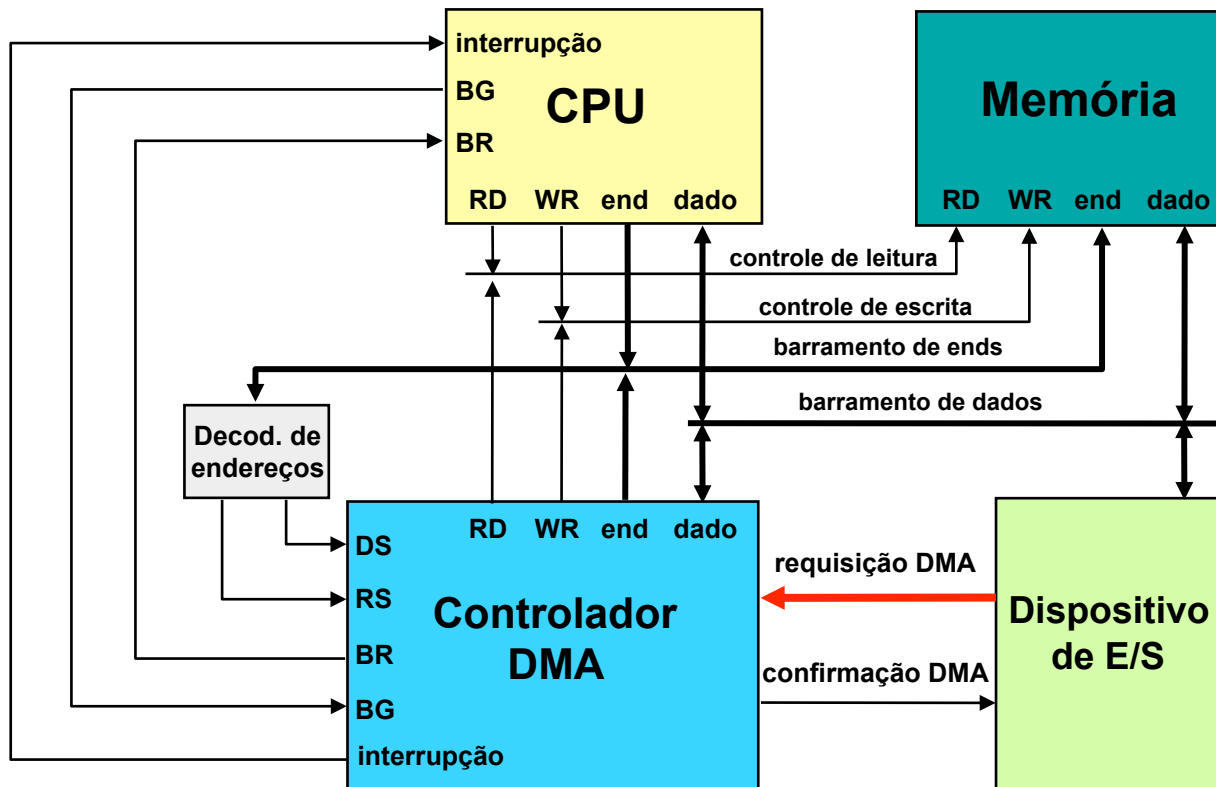 interrupção
BG
BR
CPU
RD WR end dado
Memória
RD WR end dado
controle de leitura
controle de escrita
barramento de ends
barramento de dados
Decod. de
endereços
RD WR end dado
DS
RS
BR
BG
interrupção
Controlador
DMA
requisição DMA
confirmação DMA
Dispositivo
de E/S